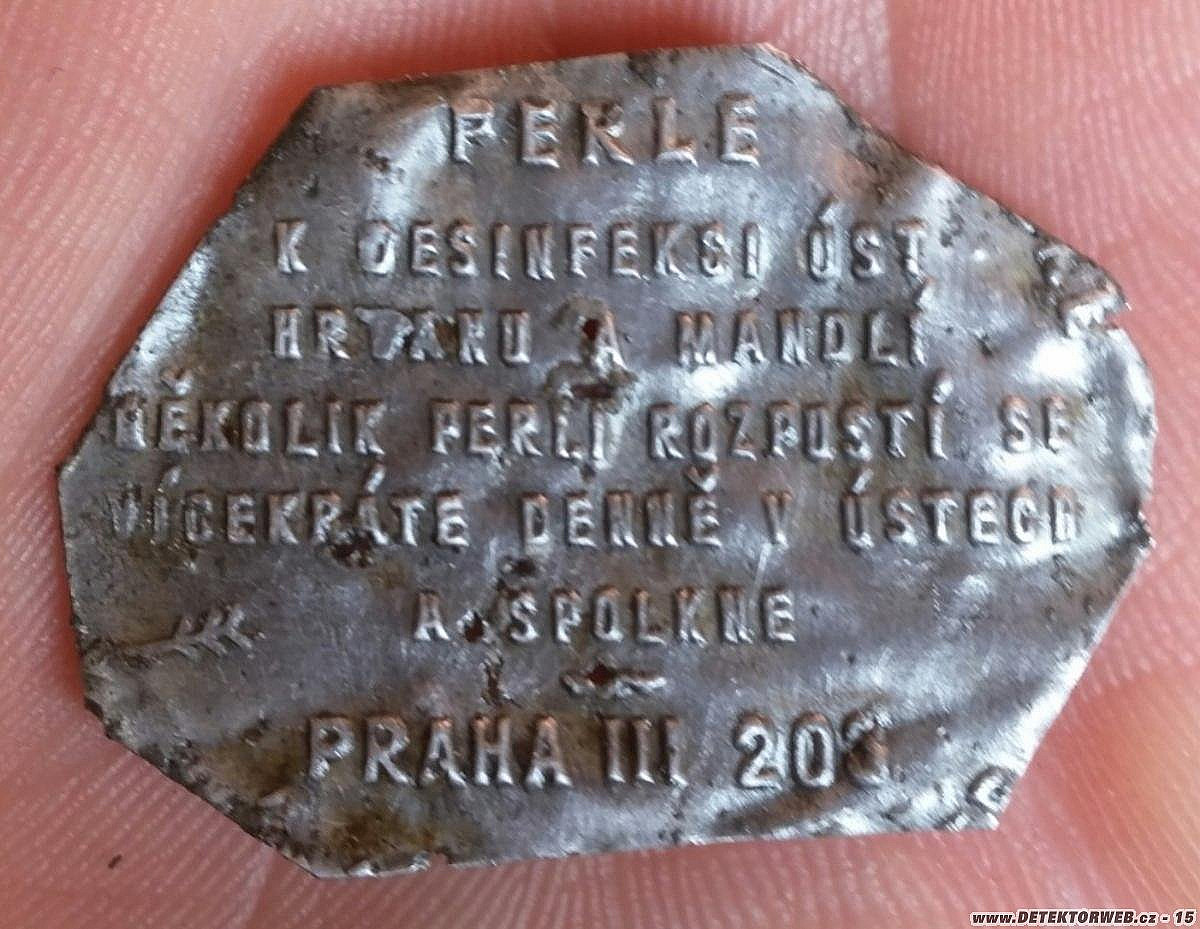 PERLE
K DESINFEKCI ÚST
HRTANU A MANDLÍ
NĚKOLIK PERLÍ ROZPUSTÍ SE
VÍCEKRÁTE DENNĚ V ÚSTECH
A SPOLKNE
PRAHA III 203
www.DETEKTORWEB.cz - 15